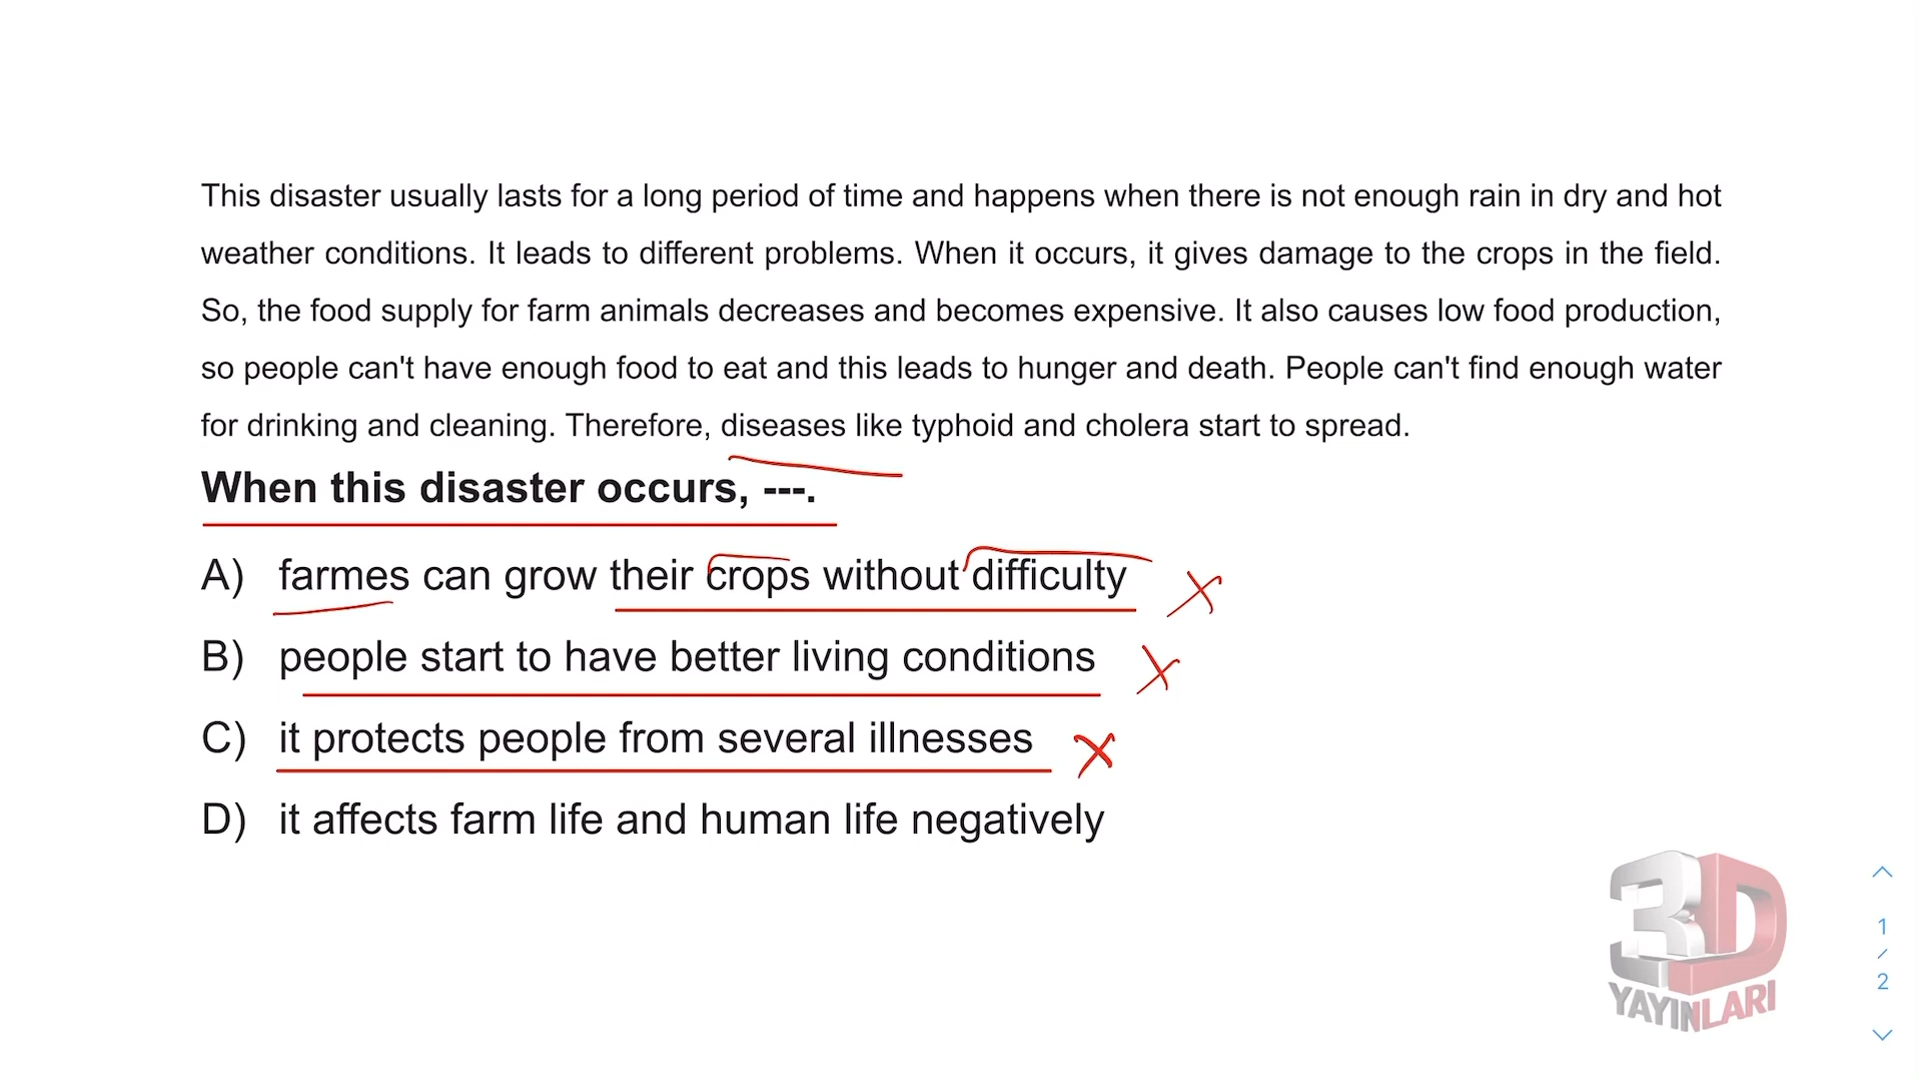 This disaster usually lasts for a long period of time and happens when there is not enough rain in dry and hot
weather conditions. It leads to different problems. When it occurs, it gives damage to the crops in the field.
So, the food supply for farm animals decreases and becomes expensive. It also causes low food production,
so people can't have enough food to eat and this leads to hunger and death. People can't find enough water
for drinking and cleaning. Therefore, diseases like typhoid and cholera start to spread.
When this disaster occurs, ---.
A) farmes can grow their crops without difficulty
B) people start to have better living conditions
C) it protects people from several illnesses
D) it affects farm life and human life negatively
3D
YAYINLARI
1
/
2